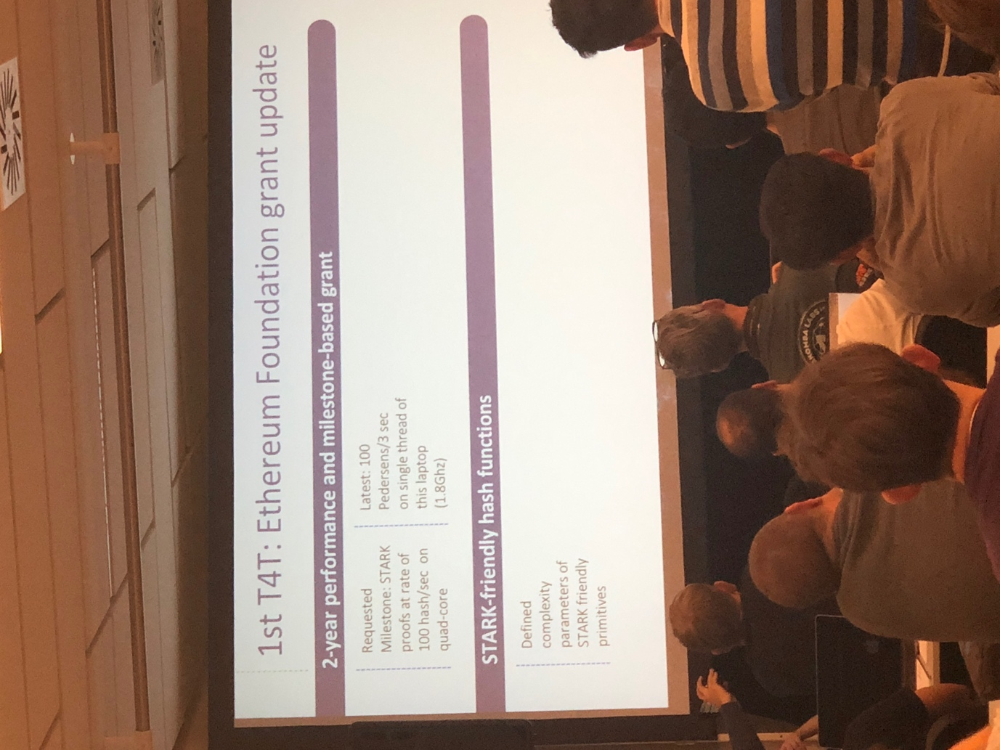 1st T4T: Ethereum Foundation grant update
2-year performance and milestone-based grant
Requested
Milestone: STARK
proofs at rate of
100 hash/sec on
quad-core
Latest: 100
Pedersens/3 sec
on single thread of
this laptop
(1.8Ghz)
STARK-friendly hash functions
Defined
complexity
parameters of
STARK friendly
primitives
LABS